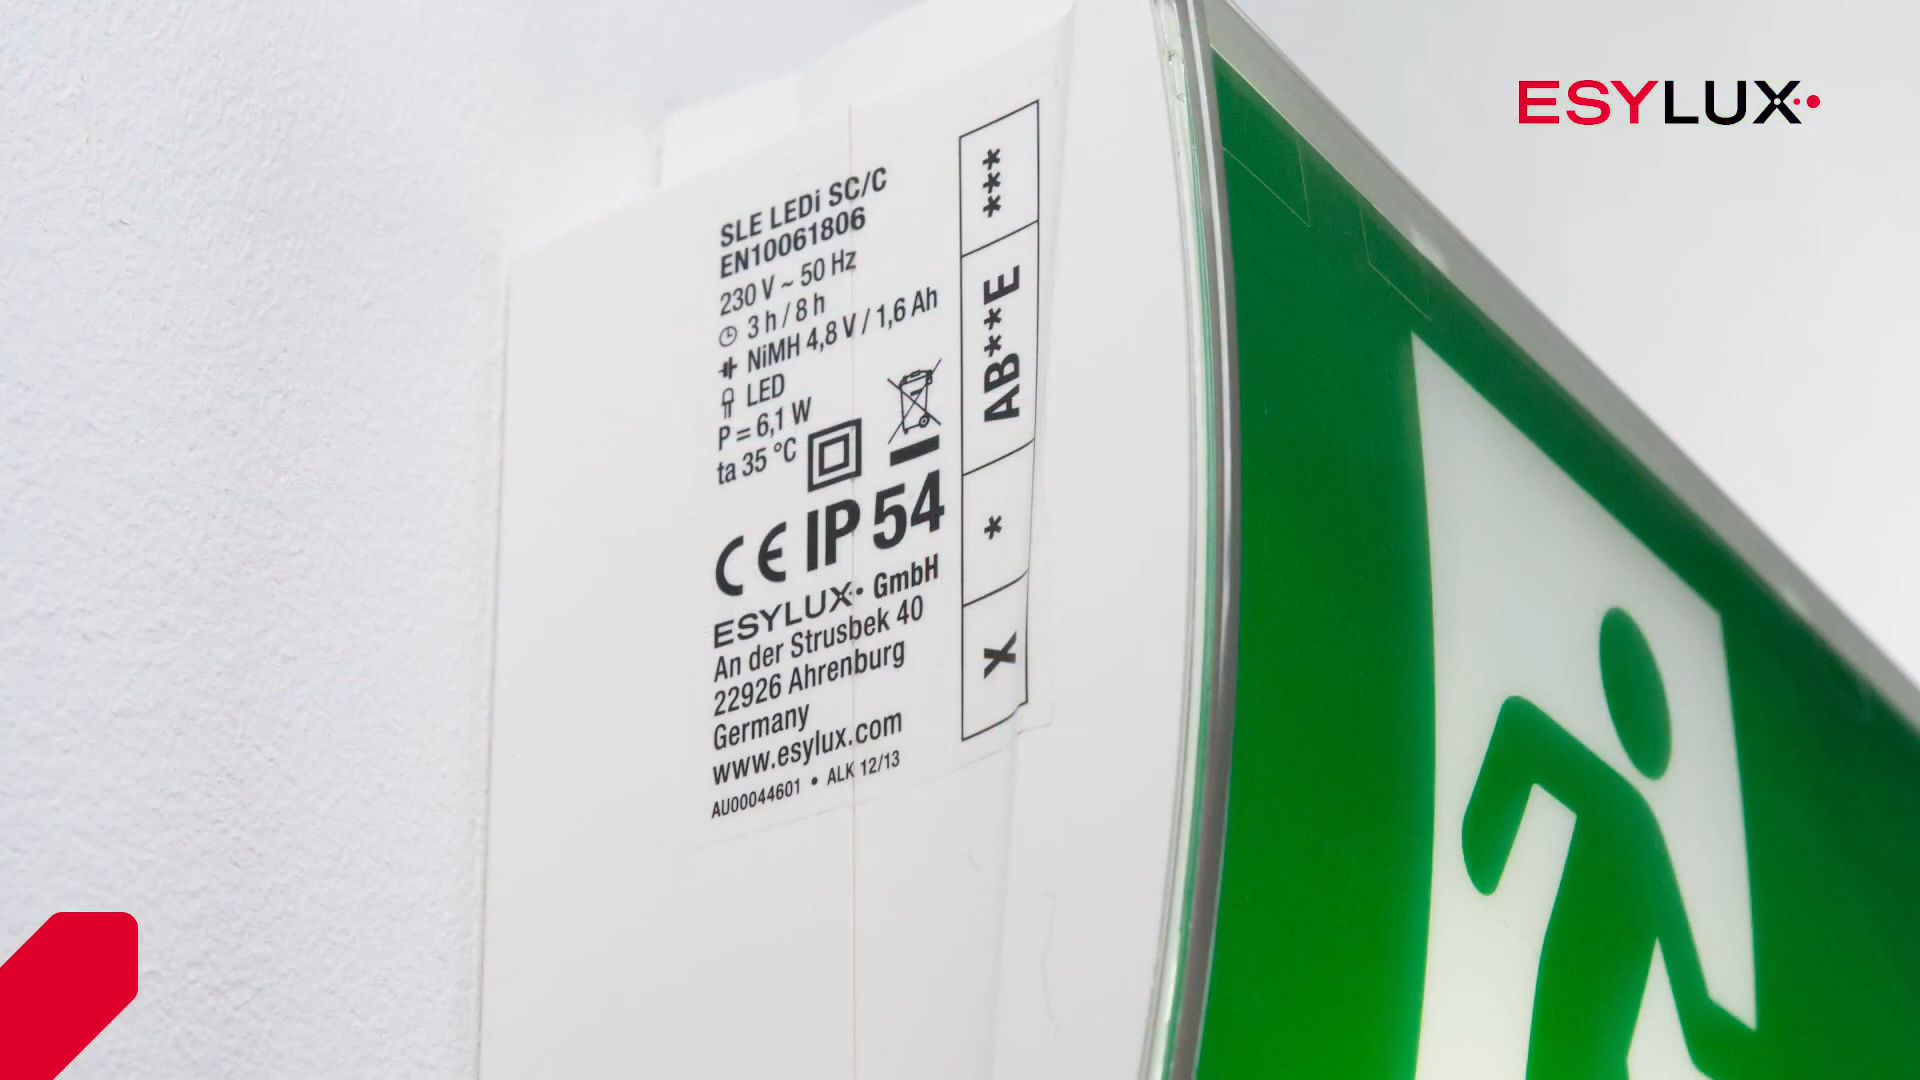 ESYLUX
SLE LEDi SC/C
EN10061806
230 V ~ 50 Hz
3 h / 8 h
NiMH 4,8 V / 1,6 Ah
LED
P = 6,1 W
ta 35 °C
CE IP 54
ESYLUX GmbH
An der Strusbek 40
22926 Ahrenburg
Germany
www.esylux.com
AU00044601 • ALK 12/13
X
*
AB**E
***